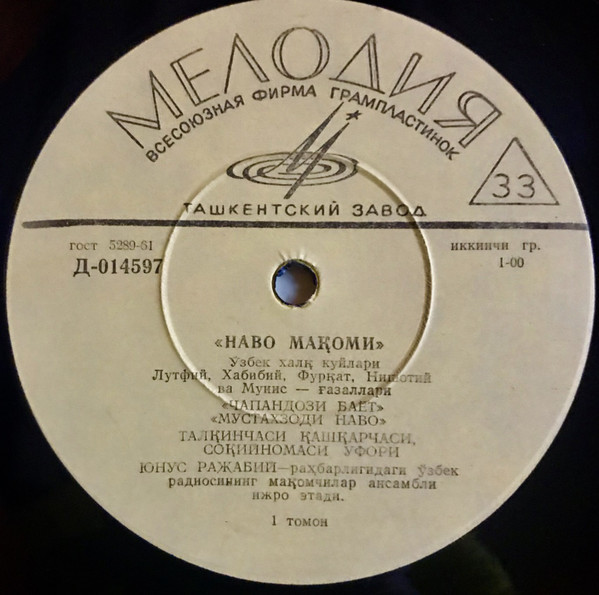 МЕЛОДИЯ
ВСЕСОЮЗНАЯ ФИРМА ГРАМПЛАСТИНОК
33
ТАШКЕНТСКИЙ ЗАВОД
гост 5289-61
иккинчи гр.
Д-014597
1-00
«НАВО МАҚОМИ»
Ўзбек халқ куйлари
Лутфий, Хабибий, Фурқат, Нишотий
ва Мунис — ғазаллари
«ЧАПАНДОЗИ БАЁТ»
«МУСТАХЗОДИ НАВО»
ТАЛҚИНЧАСИ ҚАШҚАРЧАСИ,
СОҚИЙНОМАСИ УФОРИ
ЮНУС РАЖАБИЙ—раҳбарлигидаги ўзбек
радиосининг мақомчилар ансамбли
ижро этади.
1 томон